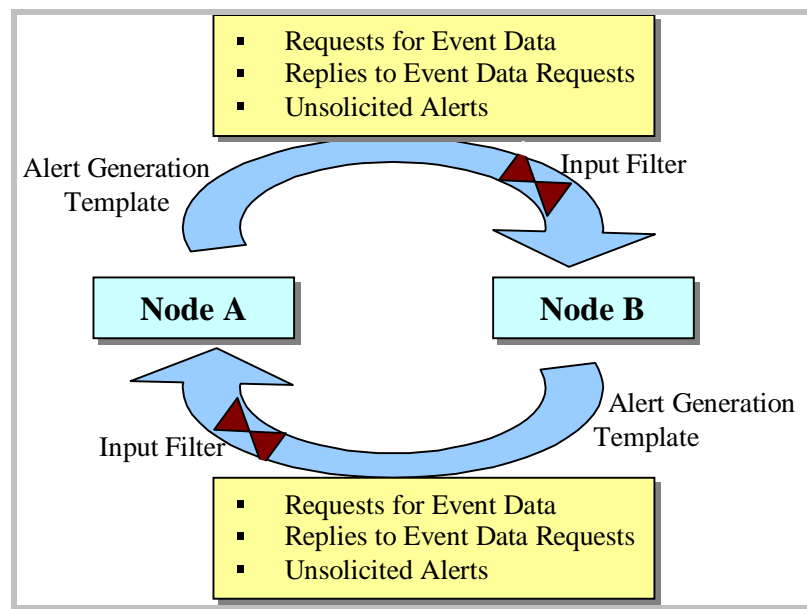 ▪ Requests for Event Data
▪ Replies to Event Data Requests
▪ Unsolicited Alerts
Alert Generation
Template
Input Filter
Node A
Node B
Alert Generation
Template
Input Filter
▪ Requests for Event Data
▪ Replies to Event Data Requests
▪ Unsolicited Alerts